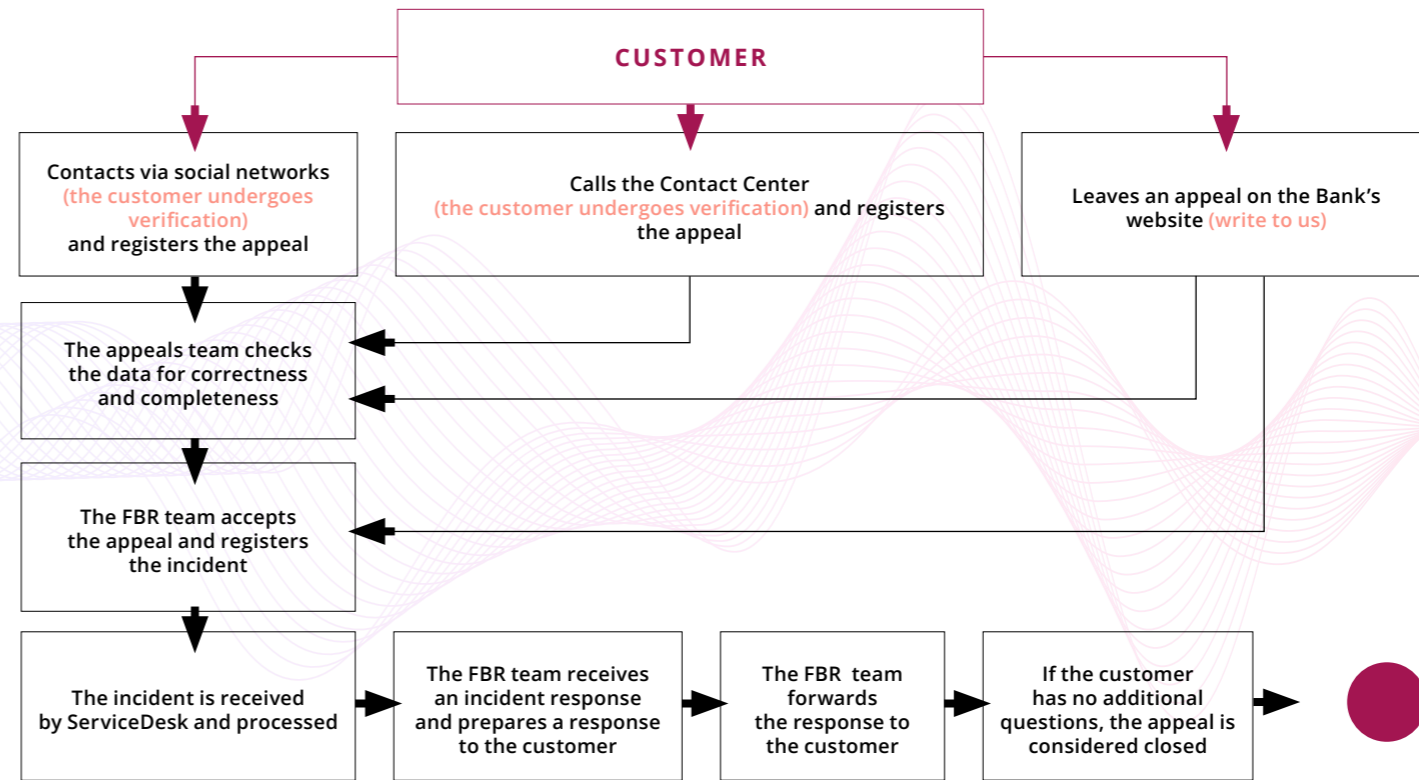 CUSTOMER
Contacts via social networks
(the customer undergoes
verification)
and registers the appeal
Calls the Contact Center
(the customer undergoes verification) and registers
the appeal
Leaves an appeal on the Bank's
website (write to us)
The appeals team checks
the data for correctness
and completeness
The FBR team accepts
the appeal and registers
the incident
The incident is received
by ServiceDesk and processed
The FBR team receives
an incident response
and prepares a response
to the customer
The FBR team
forwards
the response to
the customer
If the customer
has no additional
questions, the appeal is
considered closed